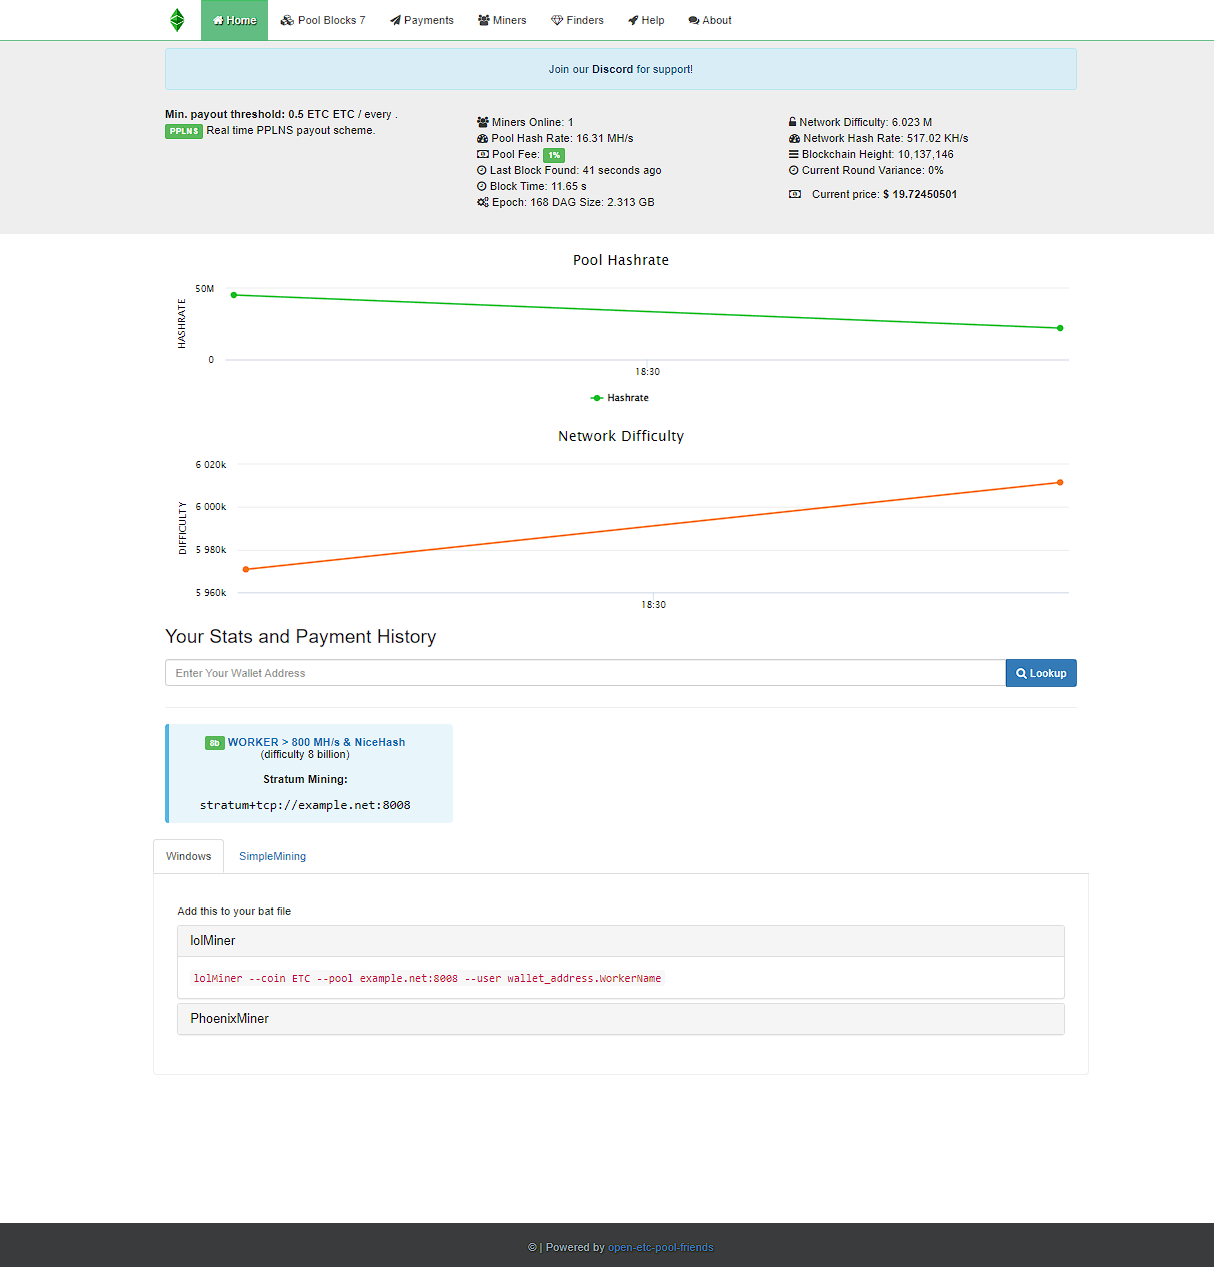 Home Pool Blocks 7 Payments Miners Finders Help About
Join our Discord for support!
Min. payout threshold: 0.5 ETC ETC / every .
PPLNS Real time PPLNS payout scheme.
Miners Online: 1
Pool Hash Rate: 16.31 MH/s
Pool Fee: 1%
Last Block Found: 41 seconds ago
Block Time: 11.65 s
Epoch: 168 DAG Size: 2.313 GB
Network Difficulty: 6.023 M
Network Hash Rate: 517.02 KH/s
Blockchain Height: 10,137,146
Current Round Variance: 0%
Current price: $ 19.72450501
Pool Hashrate
HASHRATE
50M
0
18:30
Hashrate
Network Difficulty
DIFFICULTY
6 020k
6 000k
5 980k
5 960k
18:30
Your Stats and Payment History
Enter Your Wallet Address Lookup
8b WORKER > 800 MH/s & NiceHash
(difficulty 8 billion)
Stratum Mining:
stratum+tcp://example.net:8008
Windows SimpleMining
Add this to your bat file
lolMiner
lolMiner --coin ETC --pool example.net:8008 --user wallet_address.WorkerName
PhoenixMiner
© | Powered by open-etc-pool-friends